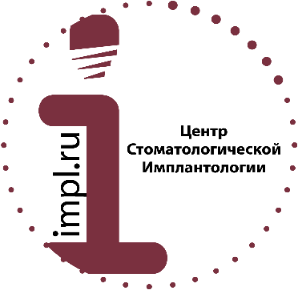 impl.ru
Центр
Стоматологической
Имплантологии